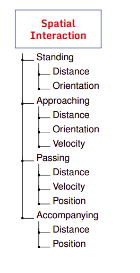 Spatial
Interaction
Standing
Distance
Orientation
Approaching
Distance
Orientation
Velocity
Passing
Distance
Velocity
Position
Accompanying
Distance
Position